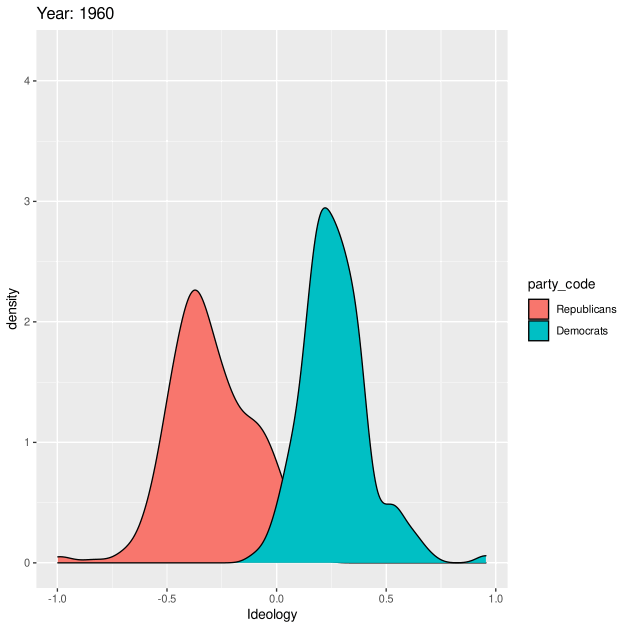 Year: 1960
density
4
3
2
1
0
-1.0
-0.5
0.0
0.5
1.0
Ideology
party_code
Republicans
Democrats